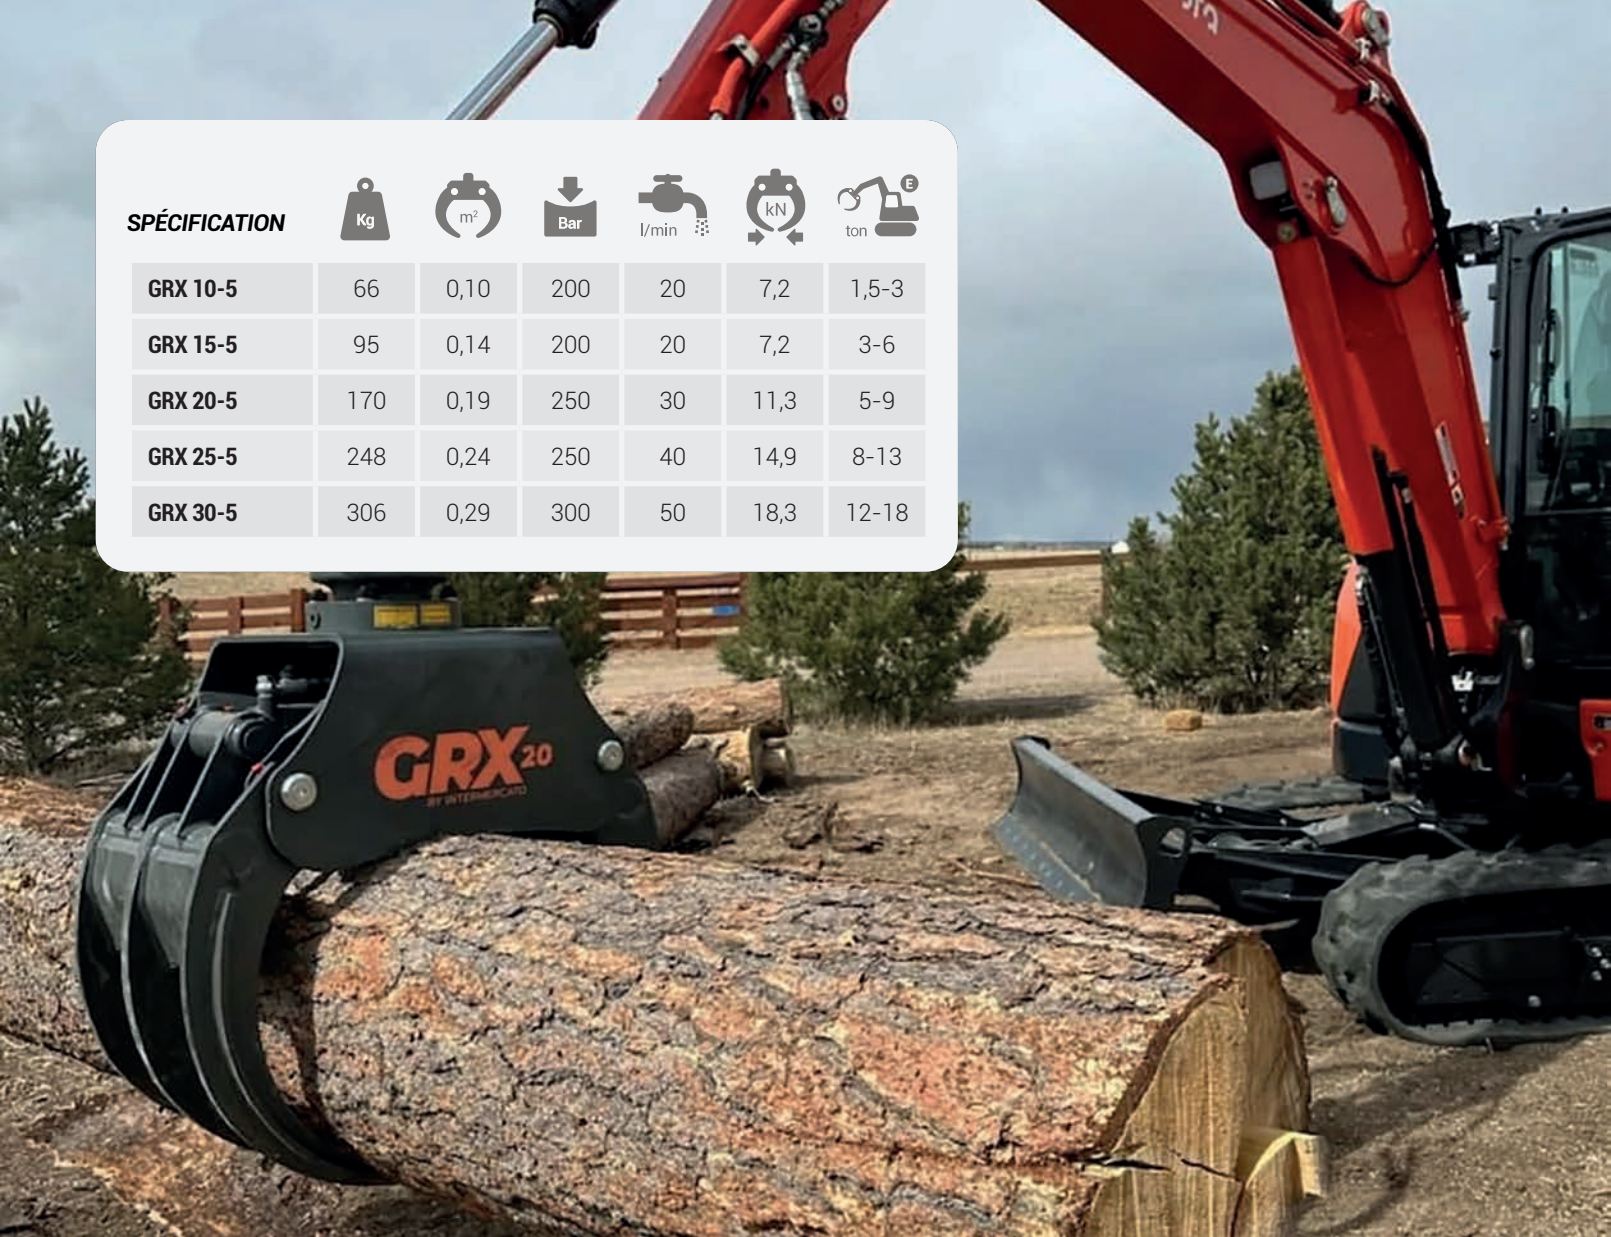 SPÉCIFICATION
Kg
m²
Bar
l/min
kN
E
ton
GRX 10-5 66 0,10 200 20 7,2 1,5-3
GRX 15-5 95 0,14 200 20 7,2 3-6
GRX 20-5 170 0,19 250 30 11,3 5-9
GRX 25-5 248 0,24 250 40 14,9 8-13
GRX 30-5 306 0,29 300 50 18,3 12-18
GRX20
BY INTERMERCATO